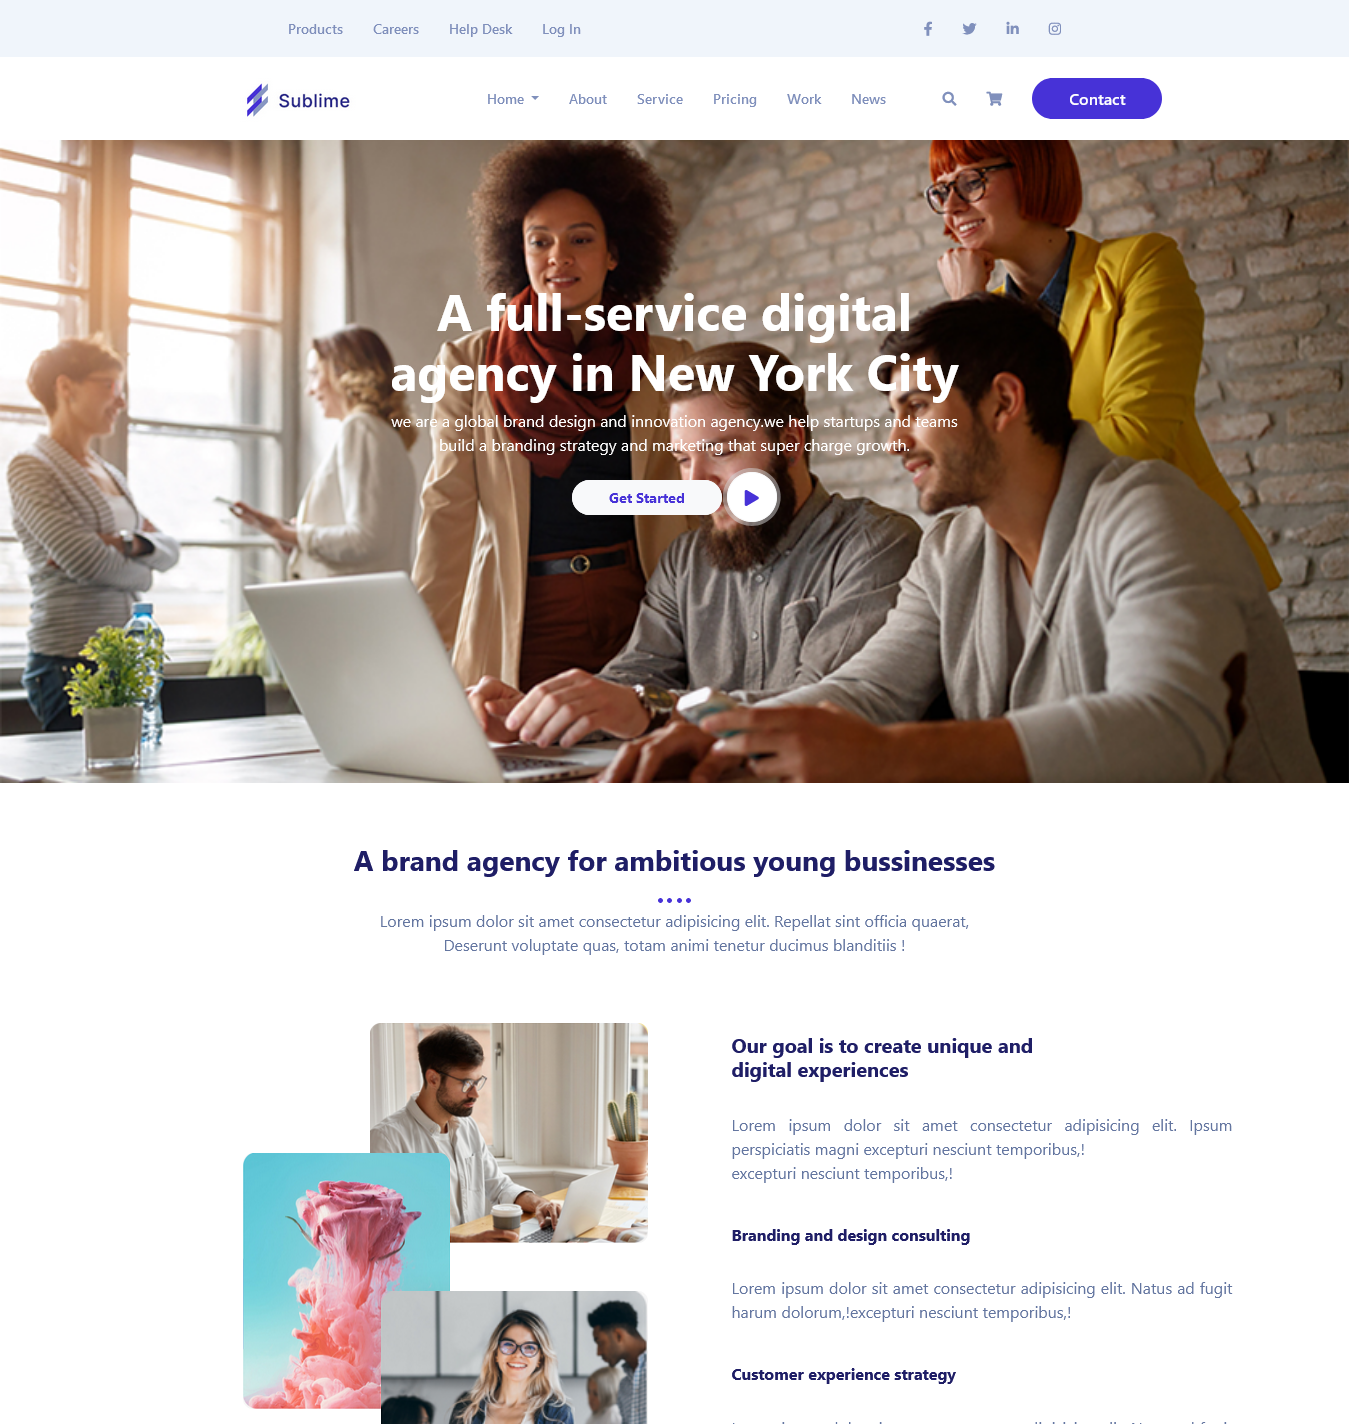 Products Careers Help Desk Log In
Sublime Home About Service Pricing Work News Contact
A full-service digital
agency in New York City
we are a global brand design and innovation agency.we help startups and teams
build a branding strategy and marketing that super charge growth.
Get Started
A brand agency for ambitious young bussinesses
Lorem ipsum dolor sit amet consectetur adipisicing elit. Repellat sint officia quaerat,
Deserunt voluptate quas, totam animi tenetur ducimus blanditiis !
Our goal is to create unique and
digital experiences
Lorem ipsum dolor sit amet consectetur adipisicing elit. Ipsum
perspiciatis magni excepturi nesciunt temporibus,!
excepturi nesciunt temporibus,!
Branding and design consulting
Lorem ipsum dolor sit amet consectetur adipisicing elit. Natus ad fugit
harum dolorum,!excepturi nesciunt temporibus,!
Customer experience strategy